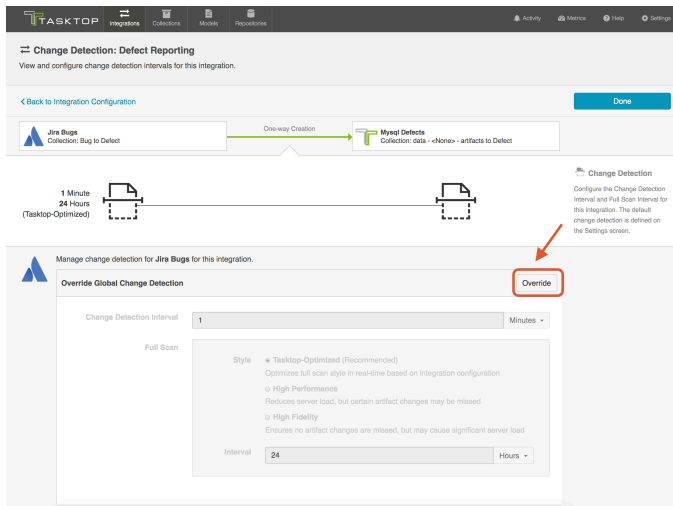 TASKTOP
Integrations
Collections
Models
Repositories
Activity
Metrics
Help
Settings
Change Detection: Defect Reporting
View and configure change detection intervals for this integration.
Back to Integration Configuration
Done
Jira Bugs
Collection: Bug to Defect
One-way Creation
Mysql Defects
Collection: data - <None> - artifacts to Defect
1 Minute
24 Hours
(Tasktop-Optimized)
Change Detection
Configure the Change Detection
Interval and Full Scan Interval for
this integration. The default
change detection is defined on
the Settings screen.
Manage change detection for Jira Bugs for this integration.
Override Global Change Detection
Override
Change Detection Interval
1
Minutes
Full Scan
Style
Tasktop-Optimized (Recommended)
Optimizes full scan style in real-time based on integration configuration
High Performance
Reduces server load, but certain artifact changes may be missed
High Fidelity
Ensures no artifact changes are missed, but may cause significant server load
Interval
24
Hours